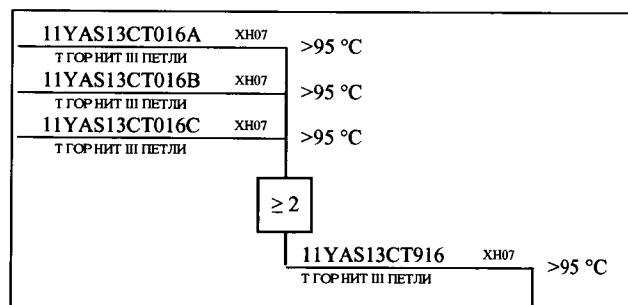 11YAS13CT016A XH07 >95 °C
Т ГОР НИТ III ПЕТЛИ
11YAS13CT016B XH07 >95 °C
Т ГОР НИТ III ПЕТЛИ
11YAS13CT016C XH07 >95 °C
Т ГОР НИТ III ПЕТЛИ
≥ 2
11YAS13CT916 XH07 >95 °C
Т ГОР НИТ III ПЕТЛИ